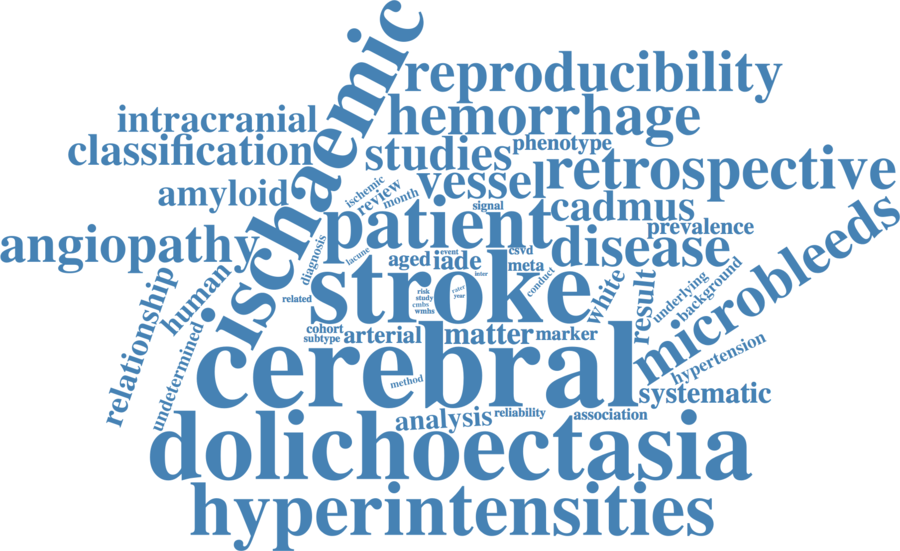 ischaemic
reproducibility
intracranial
hemorrhage
classification
studies
phenotype
retrospective
vessel
amyloid
ischemic
review
month
signal
cadmus
patient
prevalence
angiopathy
disease
microbleeds
diagnosis
lacune
aged
event
iade
csvd
meta
inter
conduct
relationship
human
undetermined
related
stroke
risk
study
cmbs
wmhs
rater
year
white
result
underlying
background
cohort
subtype
arterial
matter
marker
hypertension
cerebral
method
systematic
analysis
reliability
association
dolichoectasia
hyperintensities